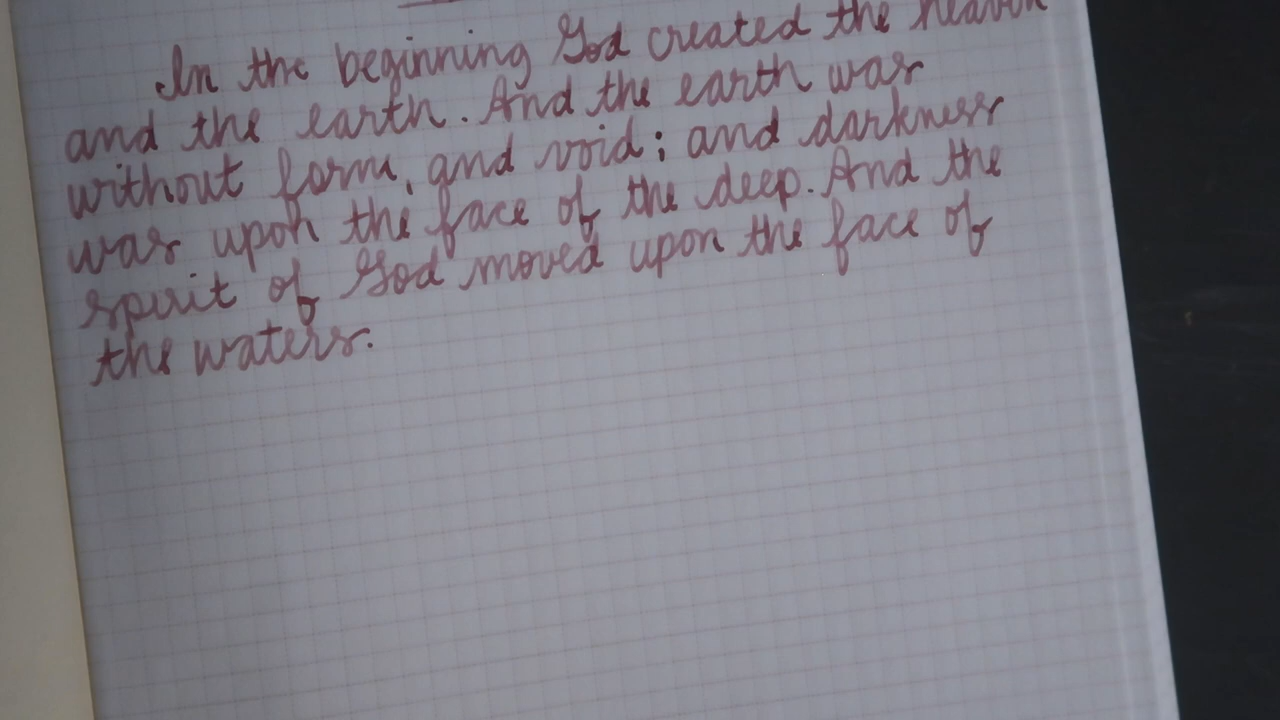 In the beginning God created the heaven
and the earth. And the earth was
without form, and void; and darkness
was upon the face of the deep. And the
spirit of God moved upon the face of
the waters.